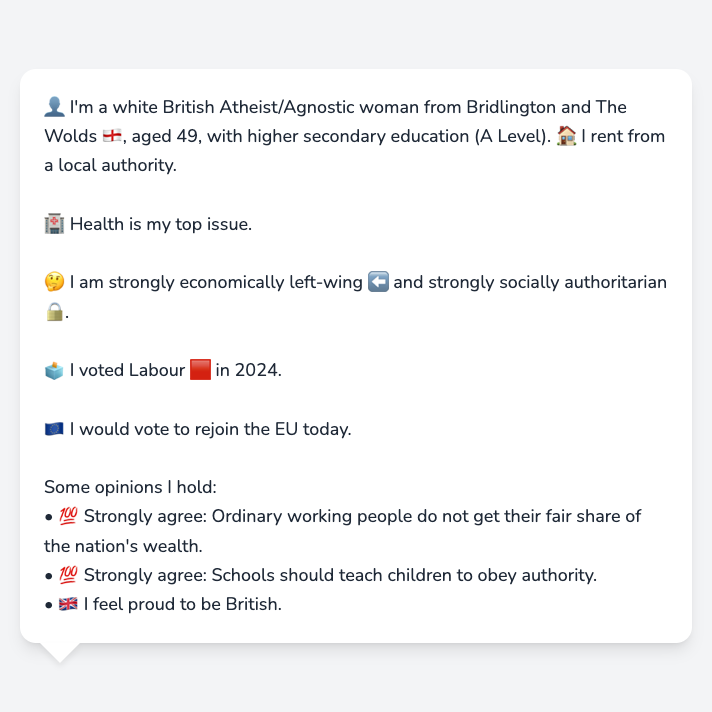 👤 I'm a white British Atheist/Agnostic woman from Bridlington and The
Wolds 🏴󠁧󠁢󠁥󠁮󠁧󠁿, aged 49, with higher secondary education (A Level). 🏠 I rent from
a local authority.
🏥 Health is my top issue.
🤔 I am strongly economically left-wing ⬅️ and strongly socially authoritarian
🔒.
🗳️ I voted Labour 🟥 in 2024.
🇪🇺 I would vote to rejoin the EU today.
Some opinions I hold:
• 💯 Strongly agree: Ordinary working people do not get their fair share of
the nation's wealth.
• 💯 Strongly agree: Schools should teach children to obey authority.
• 🇬🇧 I feel proud to be British.